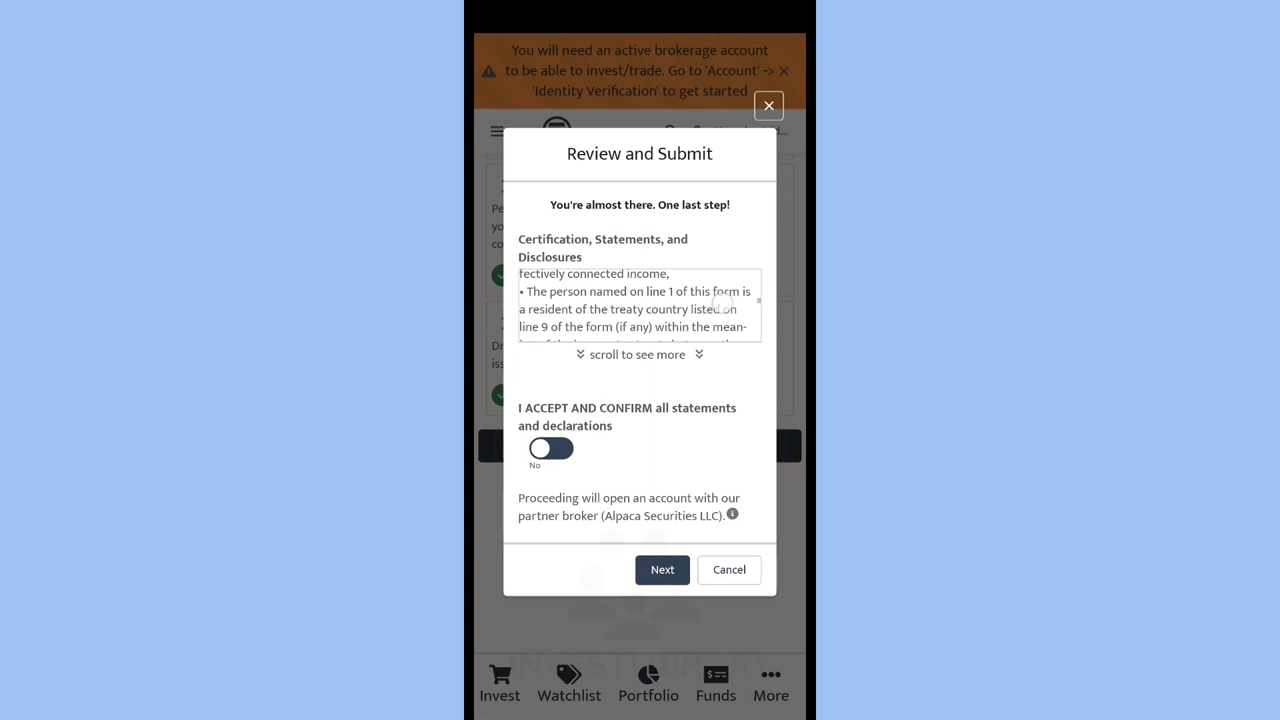 You will need an active brokerage account
to be able to invest/trade. Go to 'Account' ->
'Identity Verification' to get started
Review and Submit
You're almost there. One last step!
Certification, Statements, and
Disclosures
fectively connected income,
• The person named on line 1 of this form is
a resident of the treaty country listed on
line 9 of the form (if any) within the mean-
scroll to see more
I ACCEPT AND CONFIRM all statements
and declarations
No
Proceeding will open an account with our
partner broker (Alpaca Securities LLC).
Next
Cancel
Invest
Watchlist
Portfolio
Funds
More